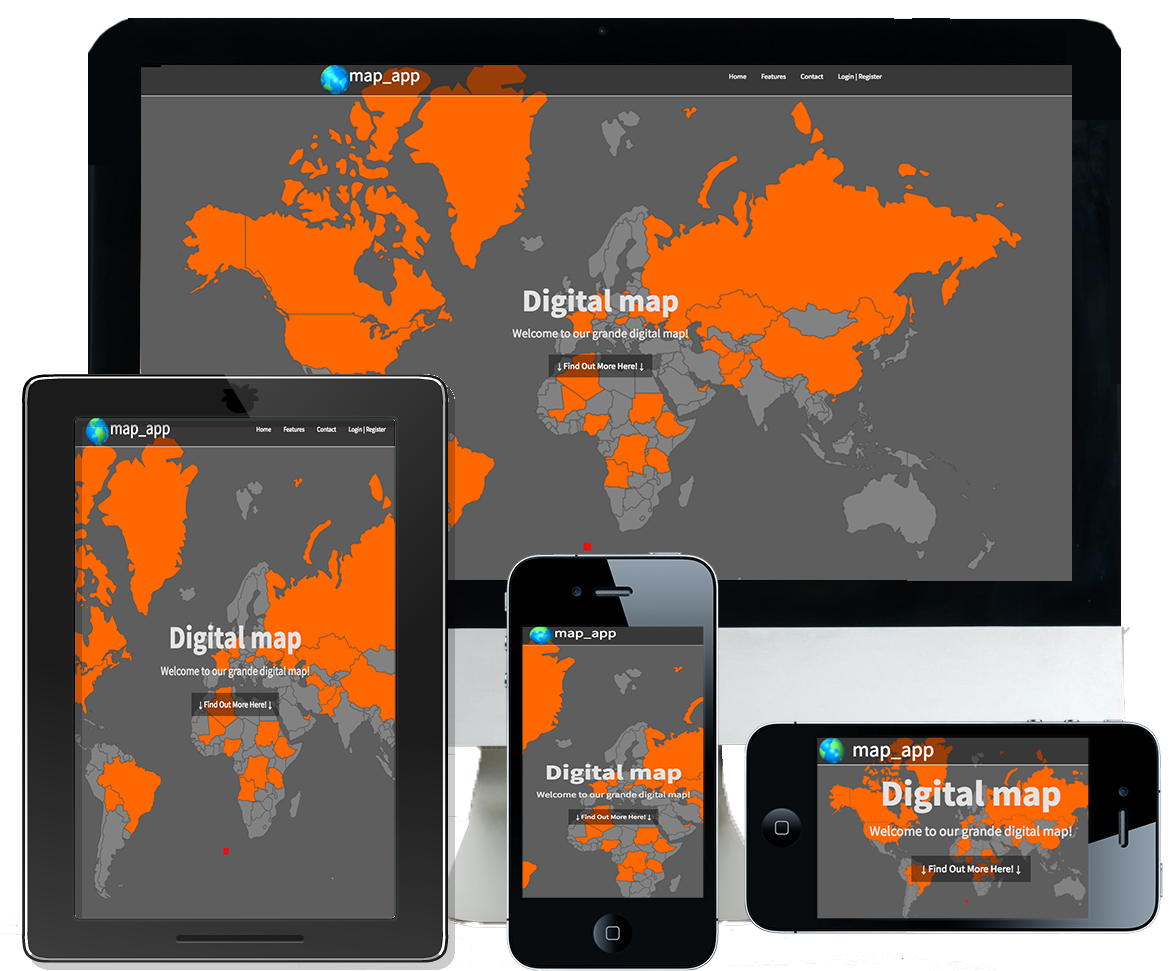 map_app
Home Features Contact Login | Register
Digital map
Welcome to our grande digital map!
↓ Find Out More Here! ↓
map_app
Home Features Contact Login | Register
Digital map
Welcome to our grande digital map!
↓ Find Out More Here! ↓
map_app
Digital map
Welcome to our grande digital map!
↓ Find Out More Here! ↓
map_app
Digital map
Welcome to our grande digital map!
↓ Find Out More Here! ↓